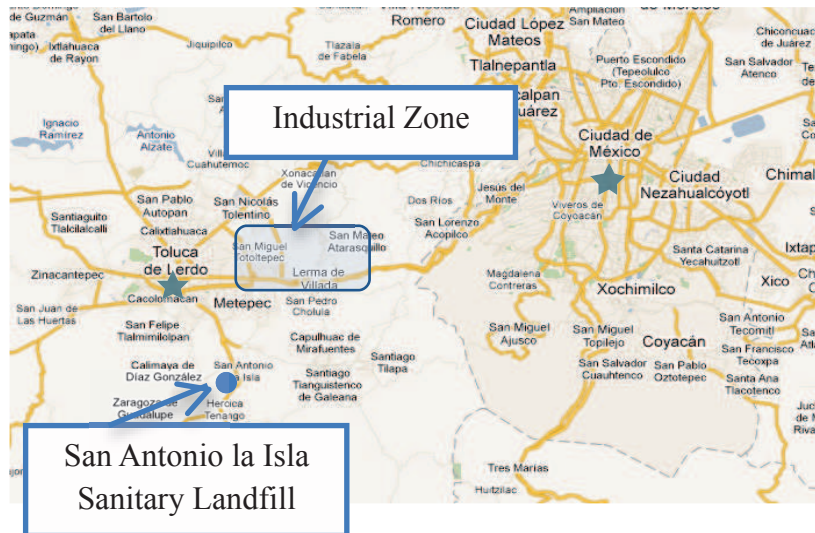 de Guzmán
San Bartolo
del Llano
Romero
Ciudad López
Mateos
Ampliación
San Mateo
Chiconcuac
de Juárez
Ixtlahuaca
de Rayon
Jiquipilco
Tlazala
de Fabela
Tlalnepantla
Puerto Escondido
(Tepeolulco
Pto. Escondido)
San Salvador
Atenco
Industrial Zone
Ignacio
Ramirez
Antonio
Alzate
Cuahutemoc
Xonacatlan
de Vicencio
Chichicaspa
Ciudad de
México
Ciudad
Nezahualcóyotl
Jesús del
Monte
Viveros de
Coyoacán
San Pablo
Autopan
San Nicolás
Tolentino
Dos Ríos
San Lorenzo
Acopilco
Santiaguito
Tlalcilalcalli
Calixtlahuaca
Toluca
de Lerdo
San Miguel
Totoltepec
San Mateo
Atarasquillo
Lerma de
Villada
Zinacantepec
Cacolomacan
Metepec
San Pedro
Cholula
San Juan de
Las Huertas
San Felipe
Tlalmimilolpan
Capulhuac de
Mirafuentes
Santiago
Tilapa
Santa Catarina
Yecahuitzotl
Magdalena
Contreras
Xochimilco
Xico
San Miguel
Ajusco
San Miguel
Topilejo
Coyacán
San Antonio
Tecomitl
San Francisco
Tecoxpa
San Salvador
Cuauhtenco
San Pablo
Oztotepec
Santa Ana
Tlacotenco
Calimaya de
Díaz González
San Antonio
la Isla
Santiago
Tianguistenco
de Galeana
Zaragoza de
Guadalupe
Heroica
Tenango
San Antonio la Isla
Sanitary Landfill
Tres Marías
Huitzilac